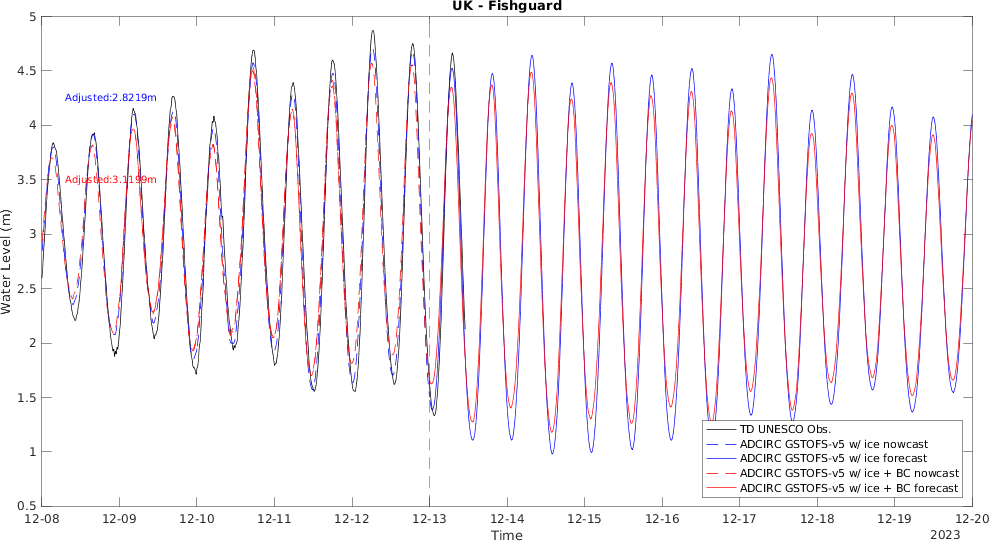 UK - Fishguard
5
4.5
4
3.5
3
2.5
2
1.5
1
0.5
Water Level (m)
Adjusted:2.8219m
Adjusted:3.1199m
TD UNESCO Obs.
ADCIRC GSTOFS-v5 w/ ice nowcast
ADCIRC GSTOFS-v5 w/ ice forecast
ADCIRC GSTOFS-v5 w/ ice + BC nowcast
ADCIRC GSTOFS-v5 w/ ice + BC forecast
12-08 12-09 12-10 12-11 12-12 12-13 12-14 12-15 12-16 12-17 12-18 12-19 12-20
Time
2023